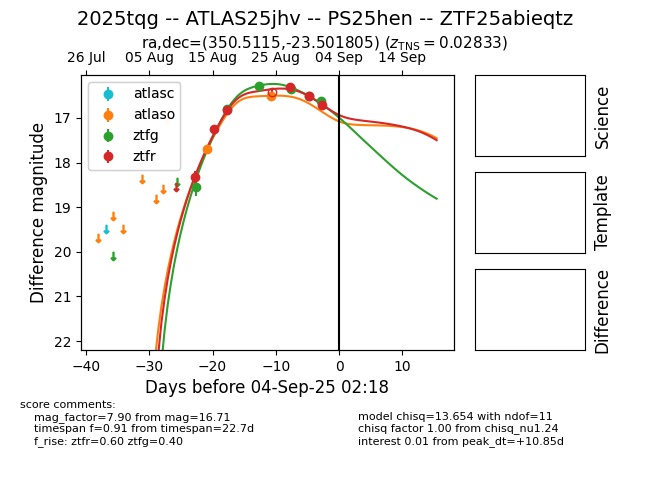 2025tqg -- ATLAS25jhv -- PS25hen -- ZTF25abieqtz
ra,dec=(350.5115,-23.501805) (zTNS = 0.02833)
26 Jul 05 Aug 15 Aug 25 Aug 04 Sep 14 Sep
atlasc
atlaso
ztfg
ztfr
17
18
19
20
21
22
Difference magnitude
−40 −30 −20 −10 0 10
Days before 04-Sep-25 02:18
Science
Template
Difference
score comments:
mag_factor=7.90 from mag=16.71
timespan f=0.91 from timespan=22.7d
f_rise: ztfr=0.60 ztfg=0.40
model chisq=13.654 with ndof=11
chisq factor 1.00 from chisq_nu1.24
interest 0.01 from peak_dt=+10.85d